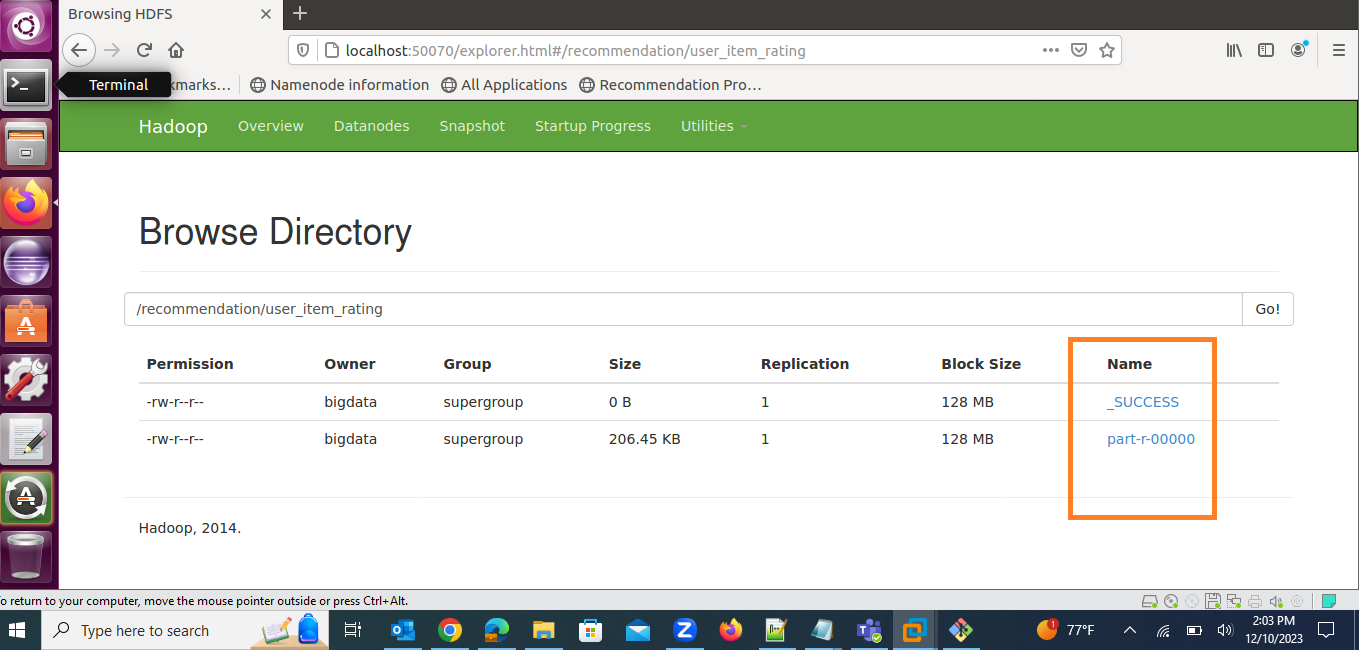 Browsing HDFS
localhost:50070/explorer.html#/recommendation/user_item_rating
Terminal
kmarks…
Namenode information
All Applications
Recommendation Pro…
Hadoop Overview Datanodes Snapshot Startup Progress Utilities
Browse Directory
/recommendation/user_item_rating Go!
Permission Owner Group Size Replication Block Size Name
-rw-r--r-- bigdata supergroup 0 B 1 128 MB _SUCCESS
-rw-r--r-- bigdata supergroup 206.45 KB 1 128 MB part-r-00000
Hadoop, 2014.
o return to your computer, move the mouse pointer outside or press Ctrl+Alt.
Type here to search
1
77°F
2:03 PM
12/10/2023